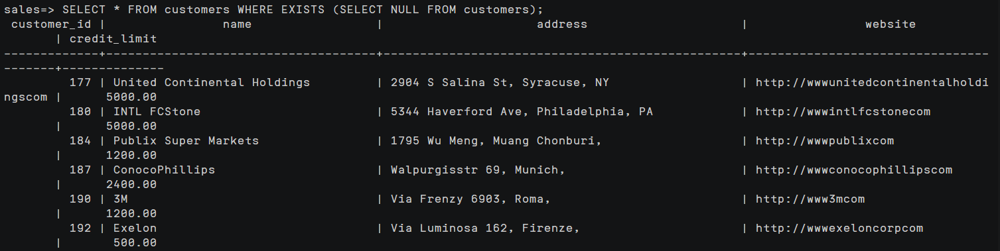 sales=> SELECT * FROM customers WHERE EXISTS (SELECT NULL FROM customers);
 customer_id |                name                 |                     address                     |                website
       | credit_limit
-------------+-------------------------------------+-------------------------------------------------+---------------------------------
-------+--------------
         177 | United Continental Holdings         | 2904 S Salina St, Syracuse, NY                  | http://wwwunitedcontinentalholdi
ngscom |      5000.00
         180 | INTL FCStone                        | 5344 Haverford Ave, Philadelphia, PA            | http://wwwintlfcstonecom
       |      5000.00
         184 | Publix Super Markets                | 1795 Wu Meng, Muang Chonburi,                   | http://wwwpublixcom
       |      1200.00
         187 | ConocoPhillips                      | Walpurgisstr 69, Munich,                        | http://wwwconocophillipscom
       |      2400.00
         190 | 3M                                  | Via Frenzy 6903, Roma,                          | http://www3mcom
       |      1200.00
         192 | Exelon                              | Via Luminosa 162, Firenze,                      | http://wwwexeloncorpcom
       |       500.00